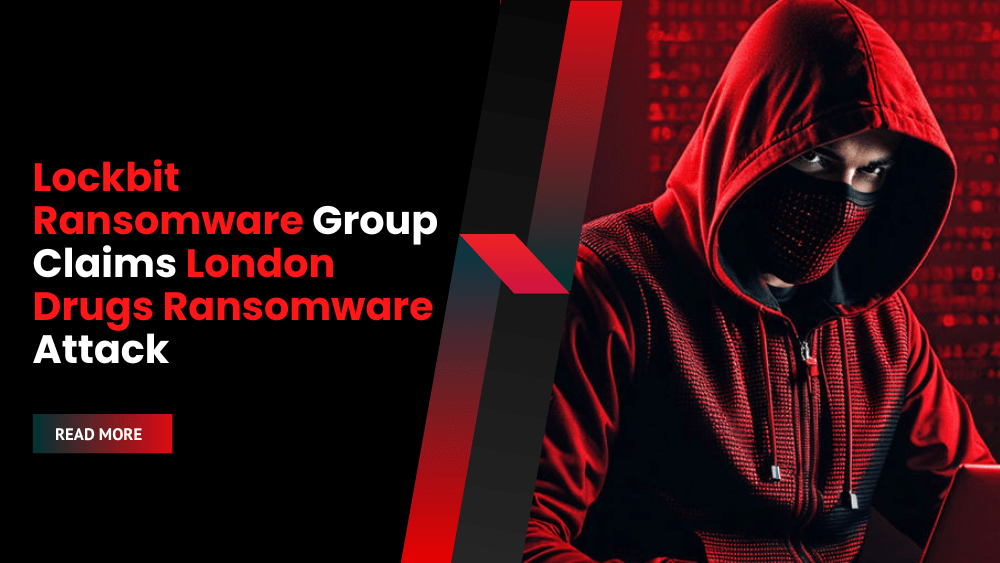 Lockbit
Ransomware Group
Claims London
Drugs Ransomware
Attack
READ MORE